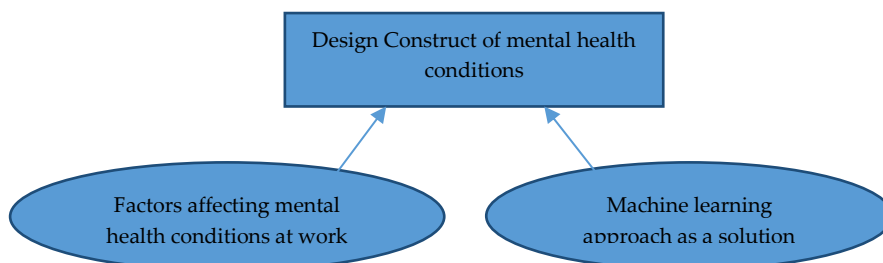 Design Construct of mental health
conditions
Factors affecting mental
health conditions at work
Machine learning
approach as a solution